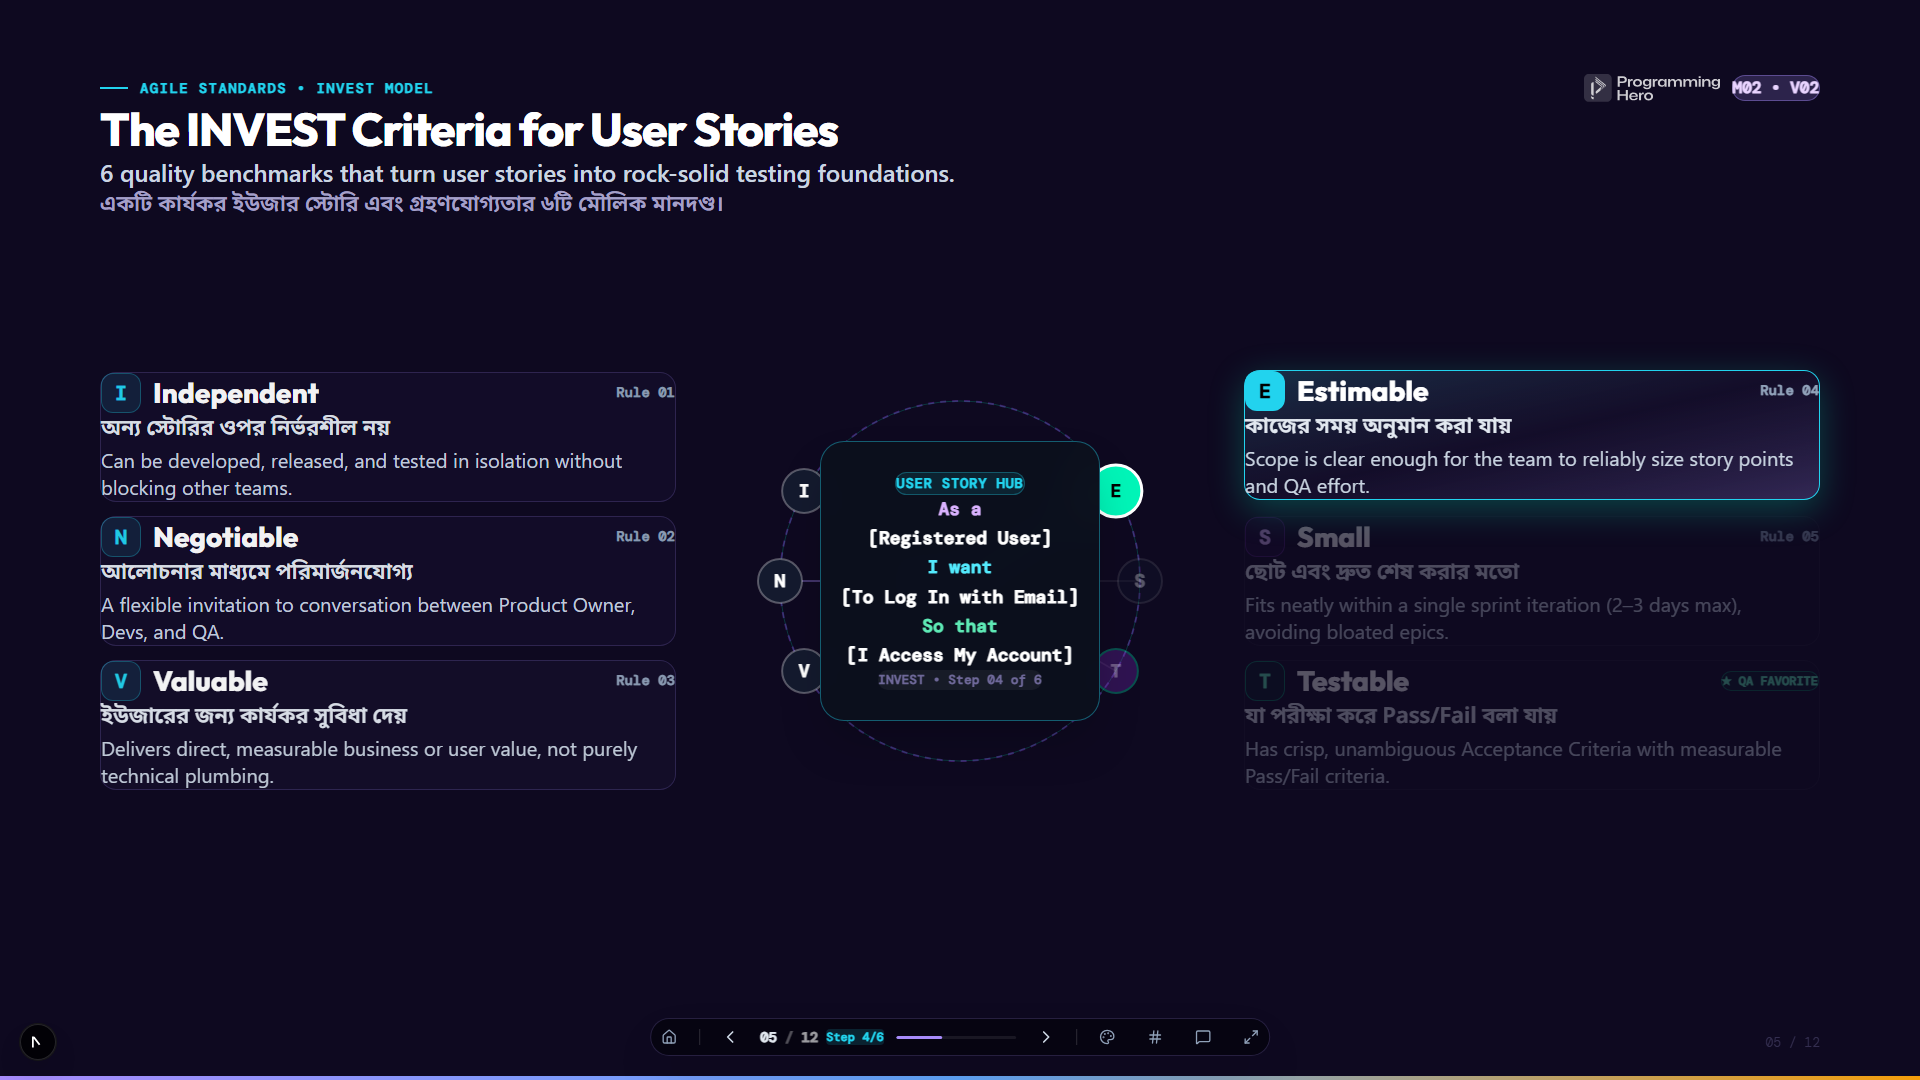 AGILE STANDARDS • INVEST MODEL
The INVEST Criteria for User Stories
6 quality benchmarks that turn user stories into rock-solid testing foundations.
একটি কার্যকর ইউজার স্টোরি এবং গ্রহণযোগ্যতার ৬টি মৌলিক মানদণ্ড।
Programming
Hero
M02 • V02
I Independent Rule 01
অন্য স্টোরির ওপর নির্ভরশীল নয়
Can be developed, released, and tested in isolation without
blocking other teams.
N Negotiable Rule 02
আলোচনার মাধ্যমে পরিমার্জনযোগ্য
A flexible invitation to conversation between Product Owner,
Devs, and QA.
V Valuable Rule 03
ইউজারের জন্য কার্যকর সুবিধা দেয়
Delivers direct, measurable business or user value, not purely
technical plumbing.
I
N
V
USER STORY HUB
As a
[Registered User]
I want
[To Log In with Email]
So that
[I Access My Account]
INVEST • Step 04 of 6
E
S
T
E Estimable Rule 04
কাজের সময় অনুমান করা যায়
Scope is clear enough for the team to reliably size story points
and QA effort.
S Small Rule 05
ছোট এবং দ্রুত শেষ করার মতো
Fits neatly within a single sprint iteration (2–3 days max),
avoiding bloated epics.
T Testable ★ QA FAVORITE
যা পরীক্ষা করে Pass/Fail বলা যায়
Has crisp, unambiguous Acceptance Criteria with measurable
Pass/Fail criteria.
05 / 12 Step 4/6
05 / 12